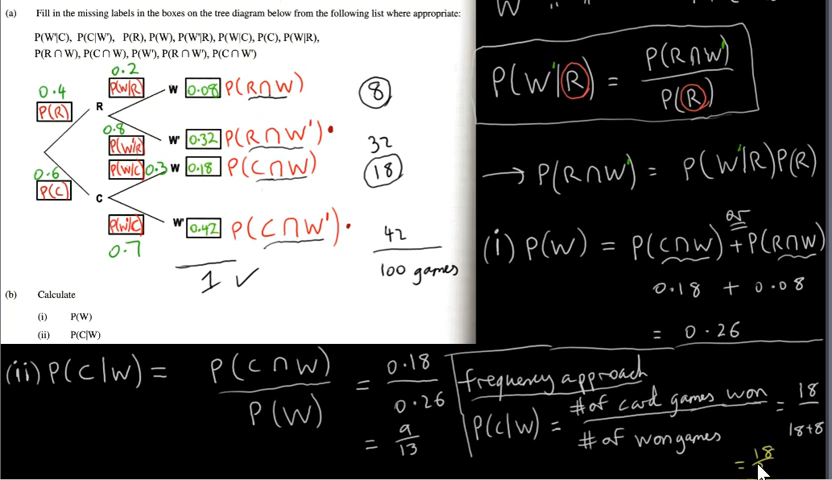 (a) Fill in the missing labels in the boxes on the tree diagram below from the following list where appropriate:
P(W'|C), P(C|W'), P(R), P(W), P(W'|R), P(W|C), P(C), P(W|R),
P(R ∩ W), P(C ∩ W), P(W'), P(R ∩ W'), P(C ∩ W')
0.4
P(R)
R
0.2
P(W|R)
W 0.08 P(R∩W) 8
0.8
P(W'|R)
W' 0.32 P(R∩W') 32
0.6
P(C)
C
P(W|C) 0.3 W 0.18 P(C∩W) 18
P(W'|C)
0.7
W' 0.42 P(C∩W') 42
1 ✓
100 games
(b) Calculate
(i) P(W)
(ii) P(C|W)
P(W'|R) = P(R∩W') / P(R)
→ P(R∩W') = P(W'|R)P(R)
or
(i) P(W) = P(C∩W) + P(R∩W)
0.18 + 0.08
= 0.26
(ii) P(C|W) = P(C∩W) / P(W) = 0.18 / 0.26
= 9/13
frequency approach
P(C|W) = # of card games won / # of won games = 18 / 18+8
= 18